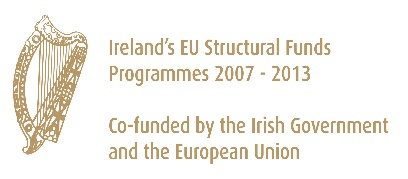 Ireland's EU Structural Funds
Programmes 2007 - 2013
Co-funded by the Irish Government
and the European Union